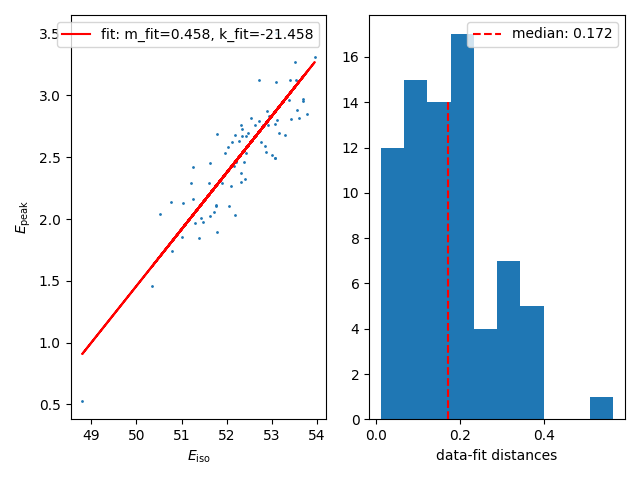 fit: m_fit=0.458, k_fit=-21.458
3.5
3.0
2.5
2.0
1.5
1.0
0.5
E_peak
49 50 51 52 53 54
E_iso
median: 0.172
16
14
12
10
8
6
4
2
0
0.0 0.2 0.4
data-fit distances